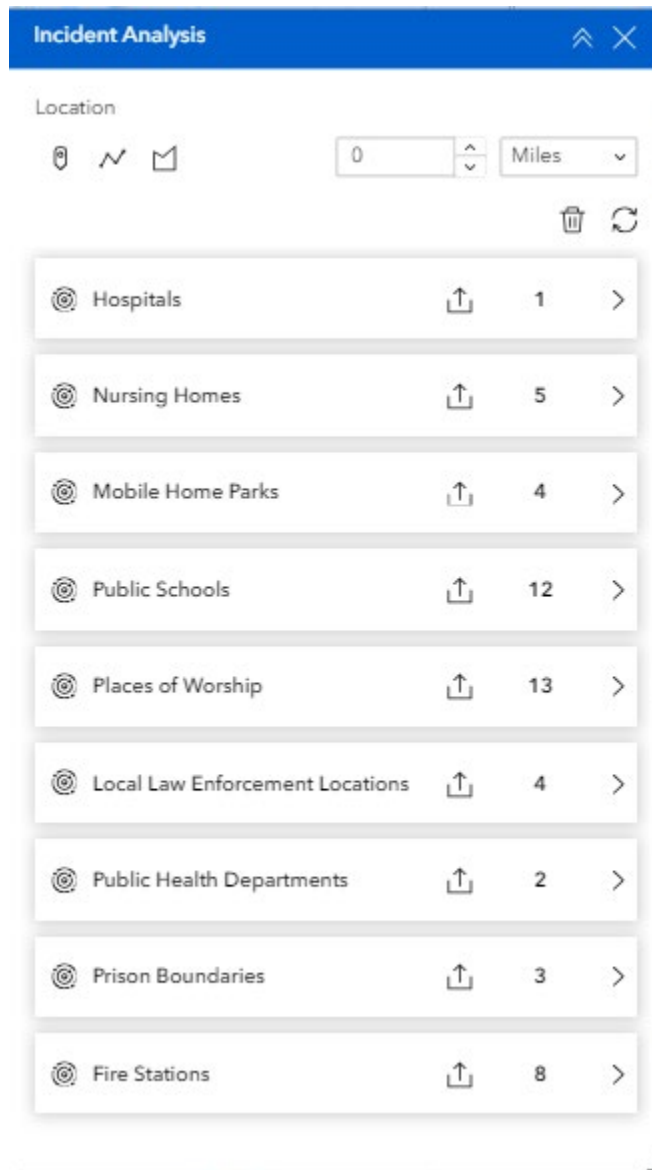 Incident Analysis
Location
0 Miles
Hospitals 1
Nursing Homes 5
Mobile Home Parks 4
Public Schools 12
Places of Worship 13
Local Law Enforcement Locations 4
Public Health Departments 2
Prison Boundaries 3
Fire Stations 8